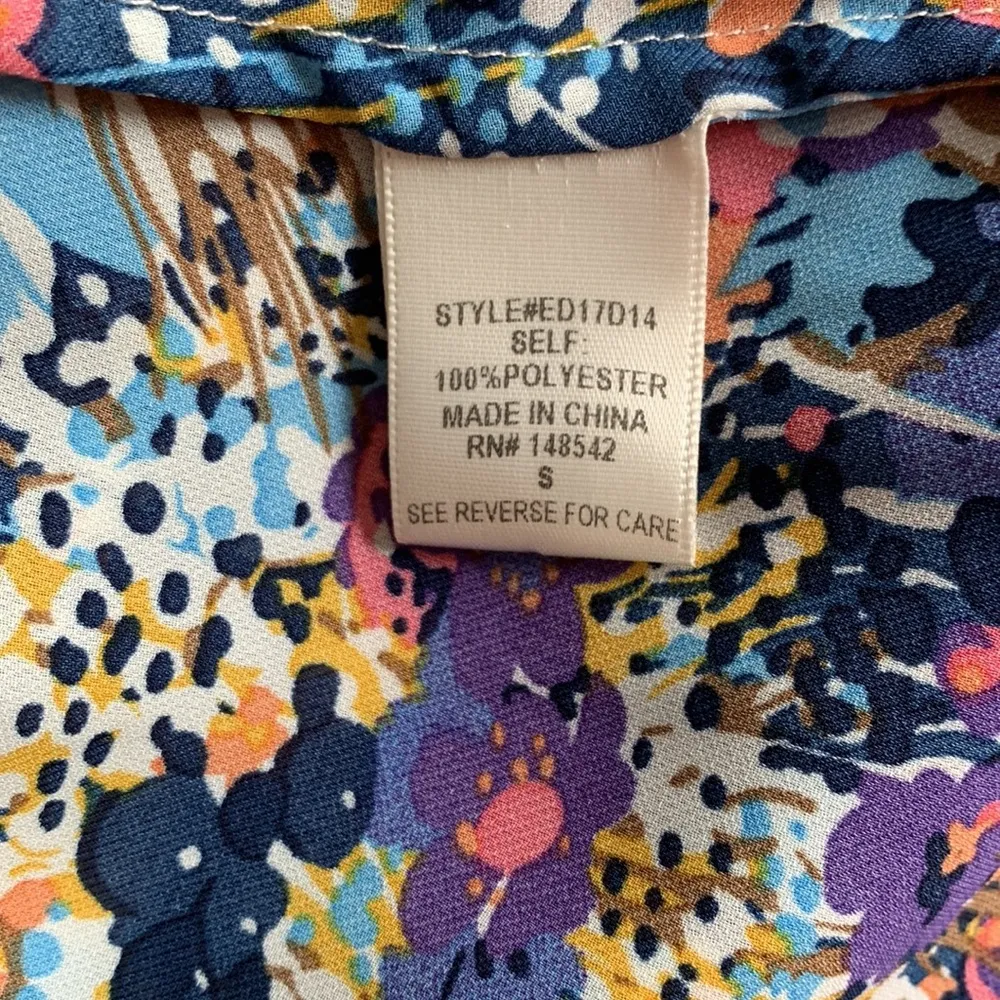 STYLE#ED17D14
SELF:
100%POLYESTER
MADE IN CHINA
RN# 148542
S
SEE REVERSE FOR CARE